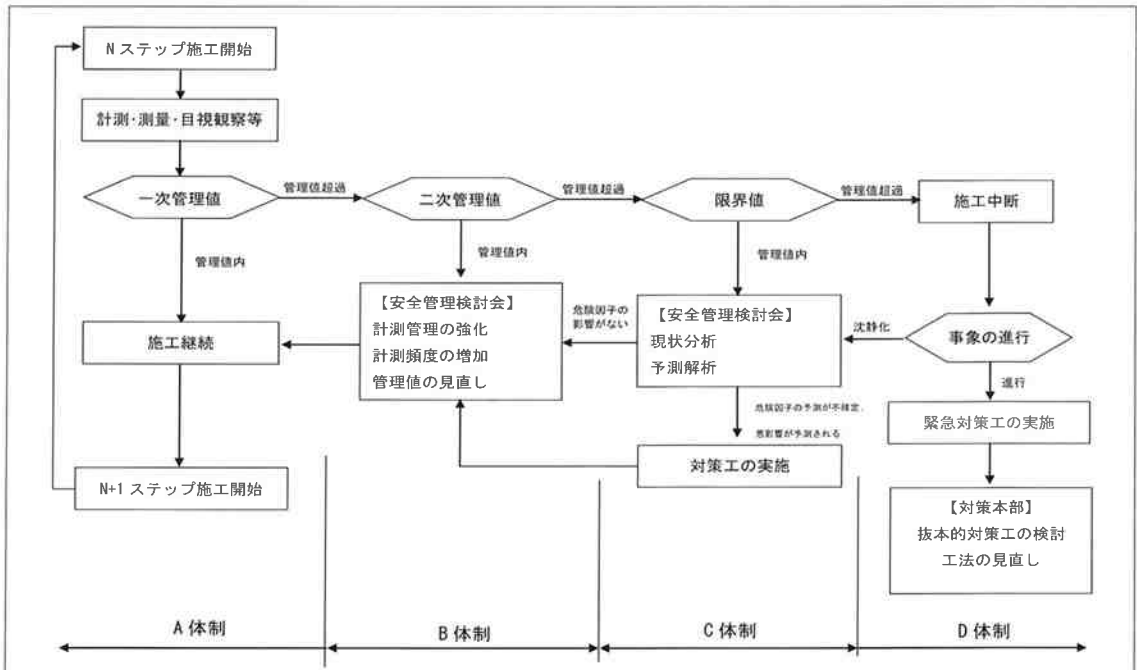 N ステップ施工開始
計測・測量・目視観察等
一次管理値
管理値超過
二次管理値
管理値超過
限界値
管理値超過
施工中断
管理値内
管理値内
管理値内
【安全管理検討会】
計測管理の強化
計測頻度の増加
管理値の見直し
危険因子の
影響がない
【安全管理検討会】
現状分析
予測解析
沈静化
事象の進行
施工継続
進行
危険因子の予測が不確定、
悪影響が予測される
緊急対策工の実施
対策工の実施
N+1 ステップ施工開始
【対策本部】
抜本的対策工の検討
工法の見直し
A 体制
B 体制
C 体制
D 体制